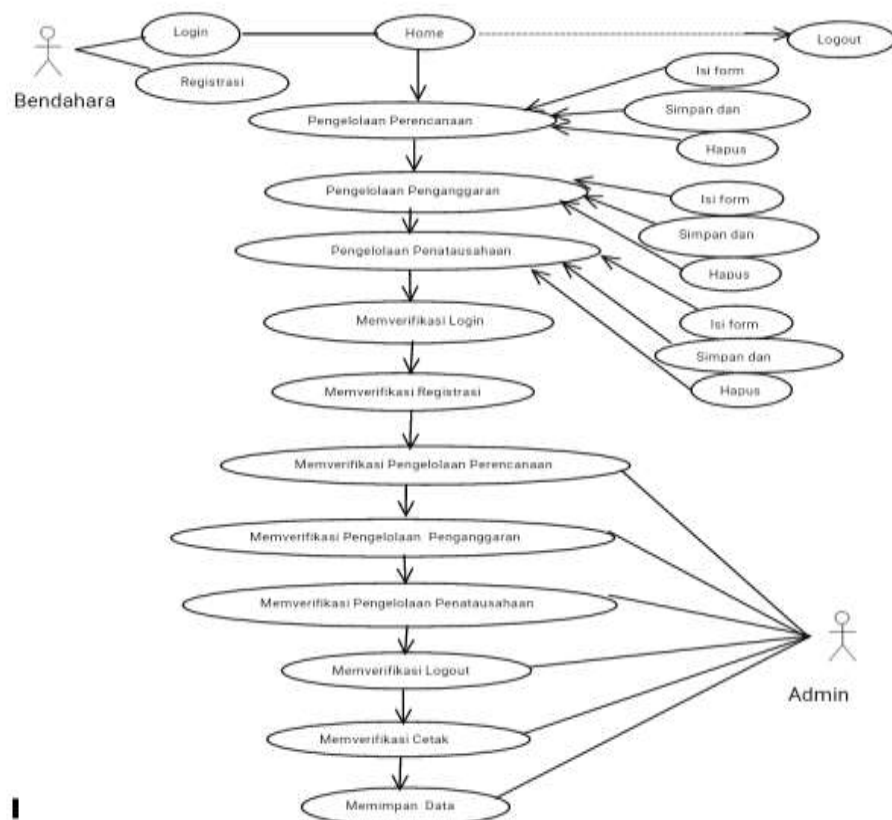 Login
Home
Logout
Bendahara
Registrasi
Isi form
Simpan dan
Hapus
Pengelolaan Perencanaan
Pengelolaan Penganggaran
Isi form
Simpan dan
Hapus
Pengelolaan Penatausahaan
Memverifikasi Login
Isi form
Simpan dan
Hapus
Memverifikasi Registrasi
Memverifikasi Pengelolaan Perencanaan
Memverifikasi Pengelolaan Penganggaran
Memverifikasi Pengelolaan Penatausahaan
Memverifikasi Logout
Admin
Memverifikasi Cetak
Memimpan Data